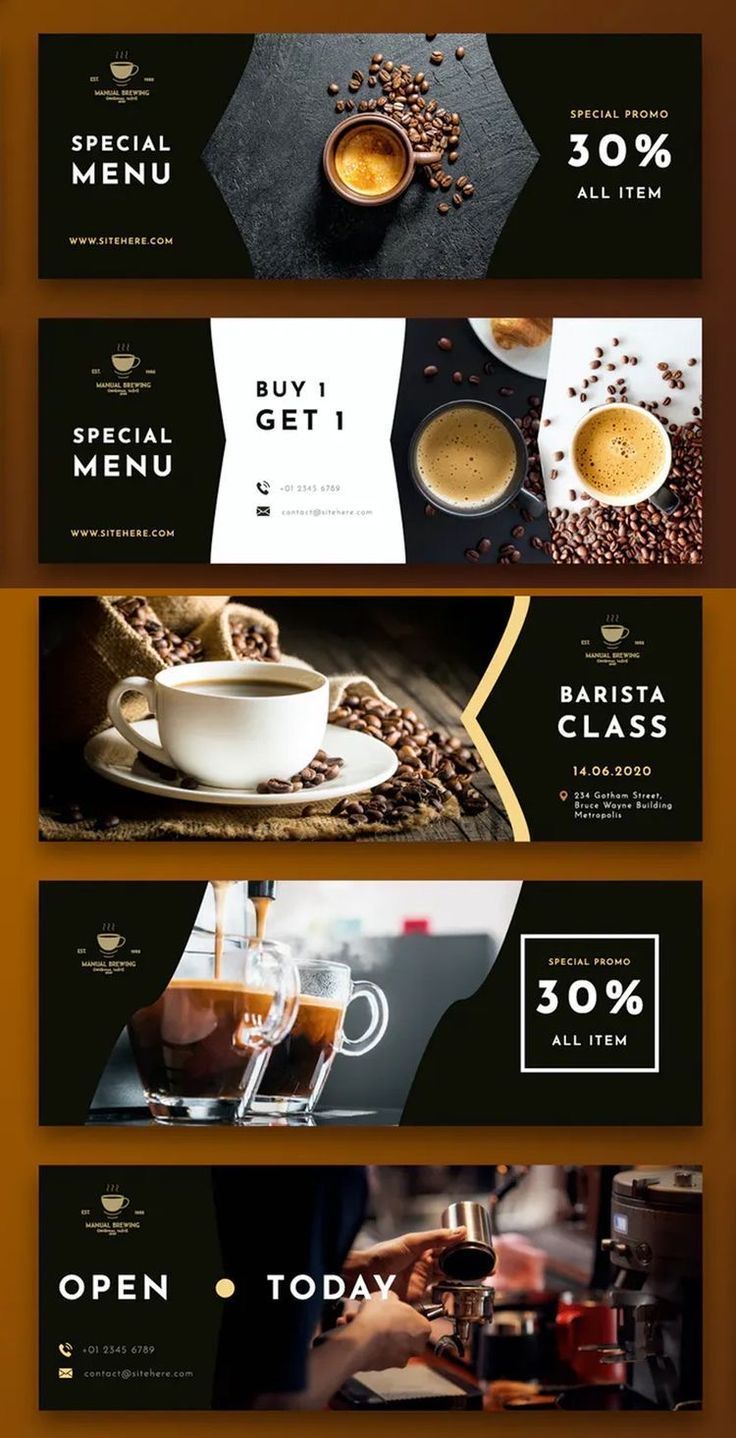 EST. 1988
MANUAL BREWING
ORIGINAL TASTE
SPECIAL
MENU
WWW.SITEHERE.COM
SPECIAL PROMO
30%
ALL ITEM
EST. 1988
MANUAL BREWING
SPECIAL
MENU
WWW.SITEHERE.COM
BUY 1
GET 1
+01 2345 6789
contact@sitehere.com
EST. 1988
MANUAL BREWING
BARISTA
CLASS
14.06.2020
234 Gotham Street,
Bruce Wayne Building
Metropolis
EST. 1988
MANUAL BREWING
SPECIAL PROMO
30%
ALL ITEM
EST. 1988
MANUAL BREWING
OPEN TODAY
+01 2345 6789
contact@sitehere.com